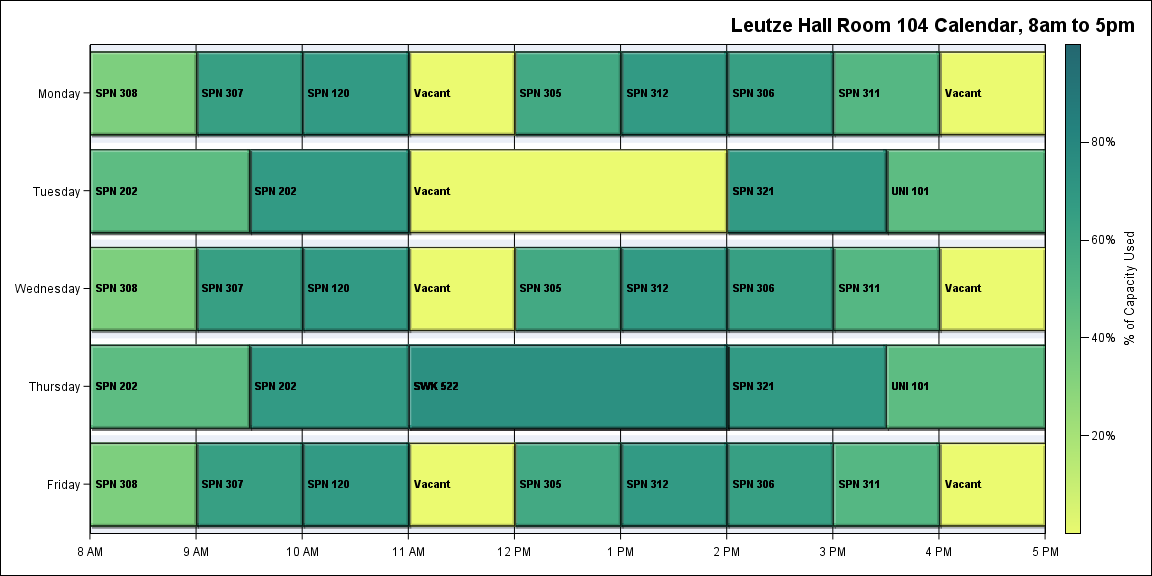 Leutze Hall Room 104 Calendar, 8am to 5pm
Monday
SPN 308
SPN 307
SPN 120
Vacant
SPN 305
SPN 312
SPN 306
SPN 311
Vacant
Tuesday
SPN 202
SPN 202
Vacant
SPN 321
UNI 101
Wednesday
SPN 308
SPN 307
SPN 120
Vacant
SPN 305
SPN 312
SPN 306
SPN 311
Vacant
Thursday
SPN 202
SPN 202
SWK 522
SPN 321
UNI 101
Friday
SPN 308
SPN 307
SPN 120
Vacant
SPN 305
SPN 312
SPN 306
SPN 311
Vacant
8 AM
9 AM
10 AM
11 AM
12 PM
1 PM
2 PM
3 PM
4 PM
5 PM
80%
60%
40%
20%
% of Capacity Used